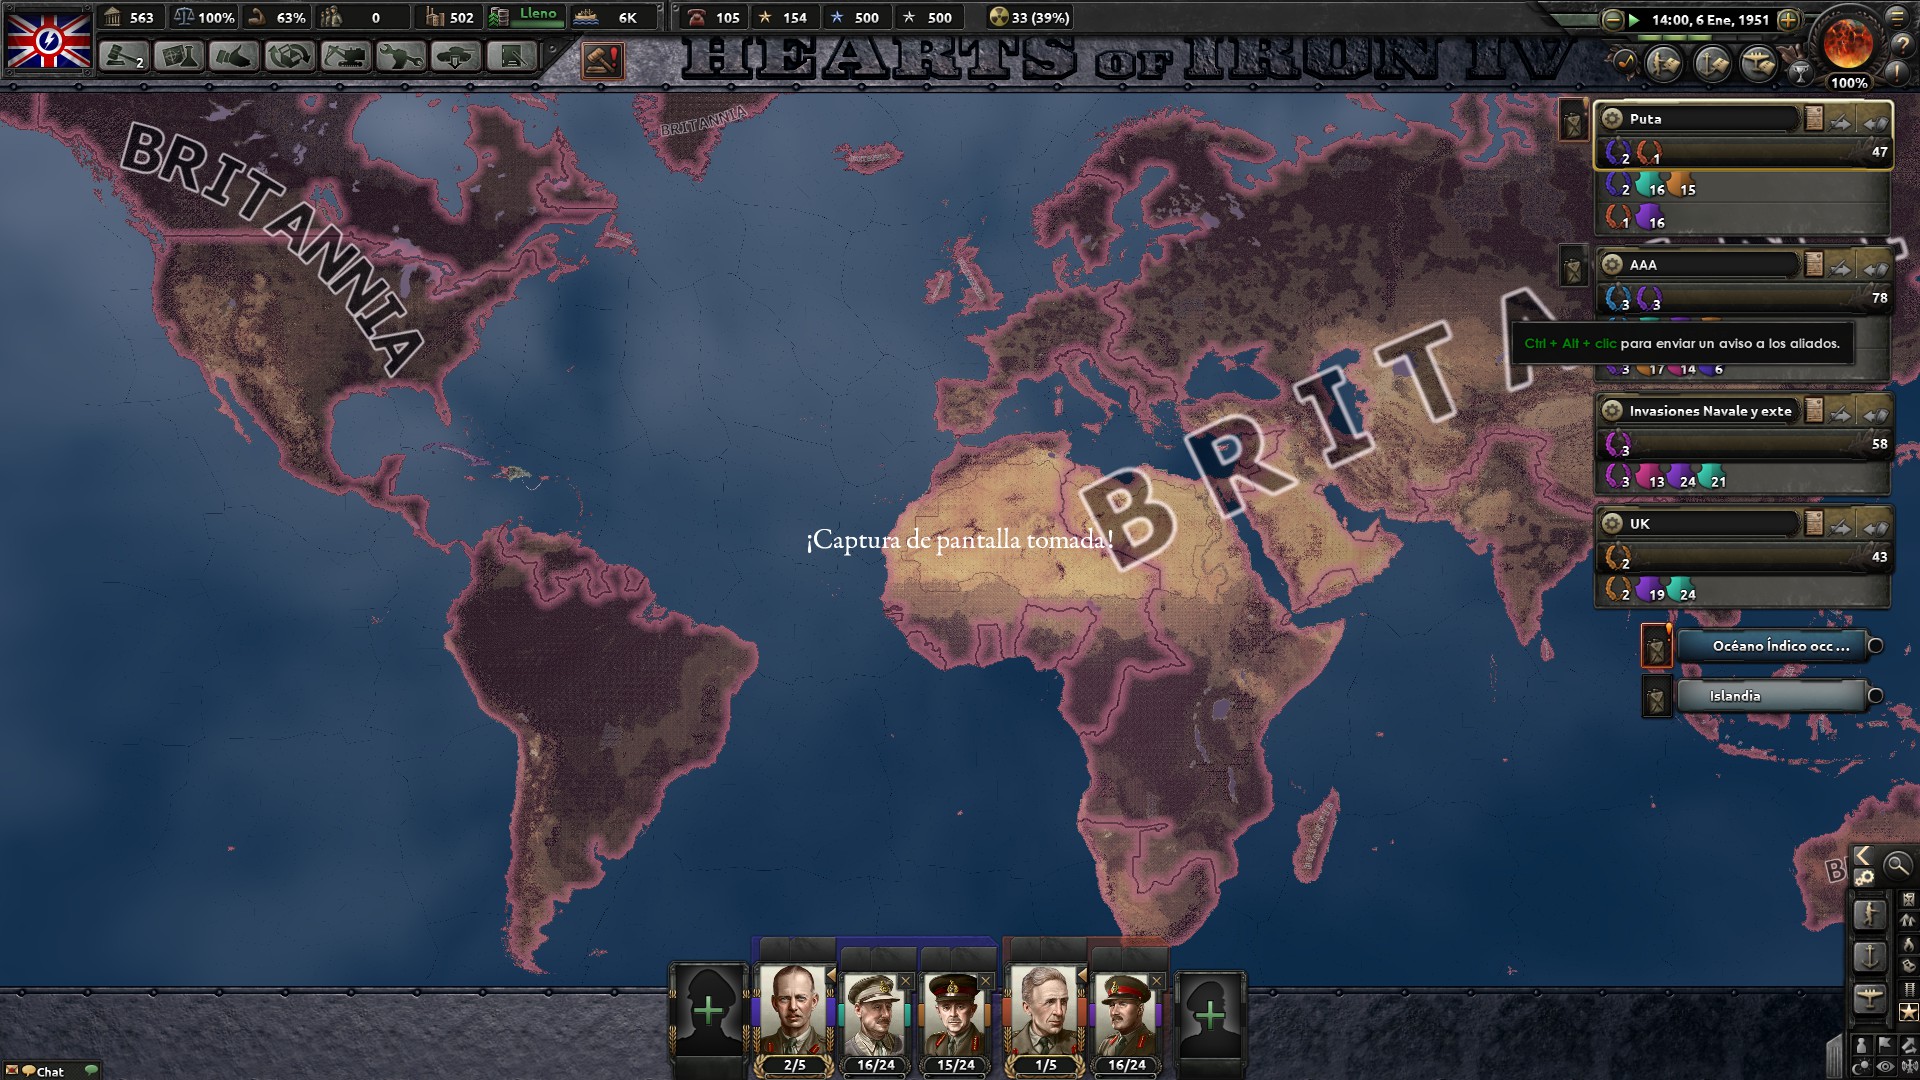 563
100%
63%
0
502
Lleno
6K
105
154
500
500
33 (39%)
14:00, 6 Ene, 1951
2
HEARTS OF IRON IV
100%
BRITANNIA
BRITANNIA
BRITA
Puta
2 1 47
2 16 15
1 16
AAA
3 3 78
Ctrl + Alt + clic para enviar un aviso a los aliados.
3 17 14 6
Invasiones Navale y exte
3 58
3 13 24 21
UK
2 43
2 19 24
Océano Índico occ ...
Islandia
¡Captura de pantalla tomada!
2/5
16/24
15/24
1/5
16/24
Chat